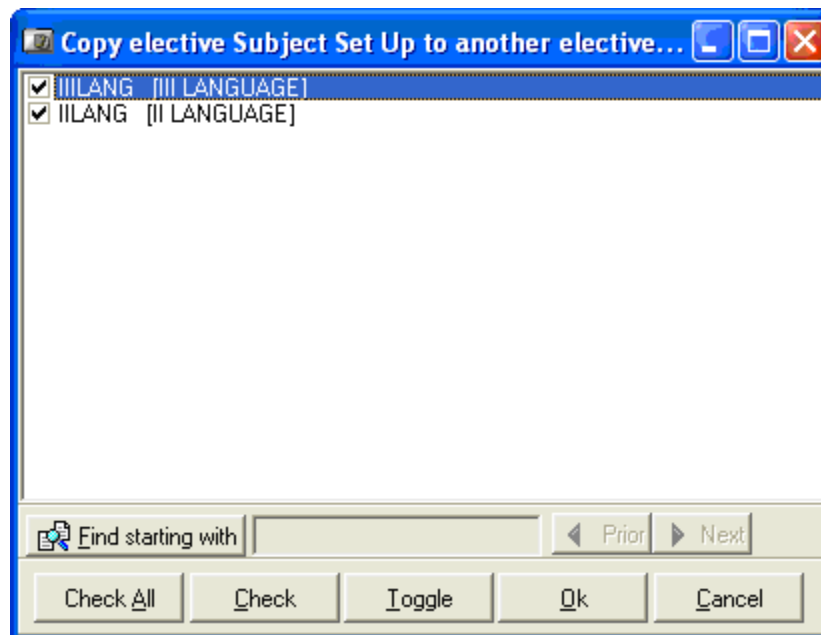 Copy elective Subject Set Up to another elective...
IIILANG [III LANGUAGE]
IILANG [II LANGUAGE]
Find starting with Prior Next
Check All Check Toggle Ok Cancel